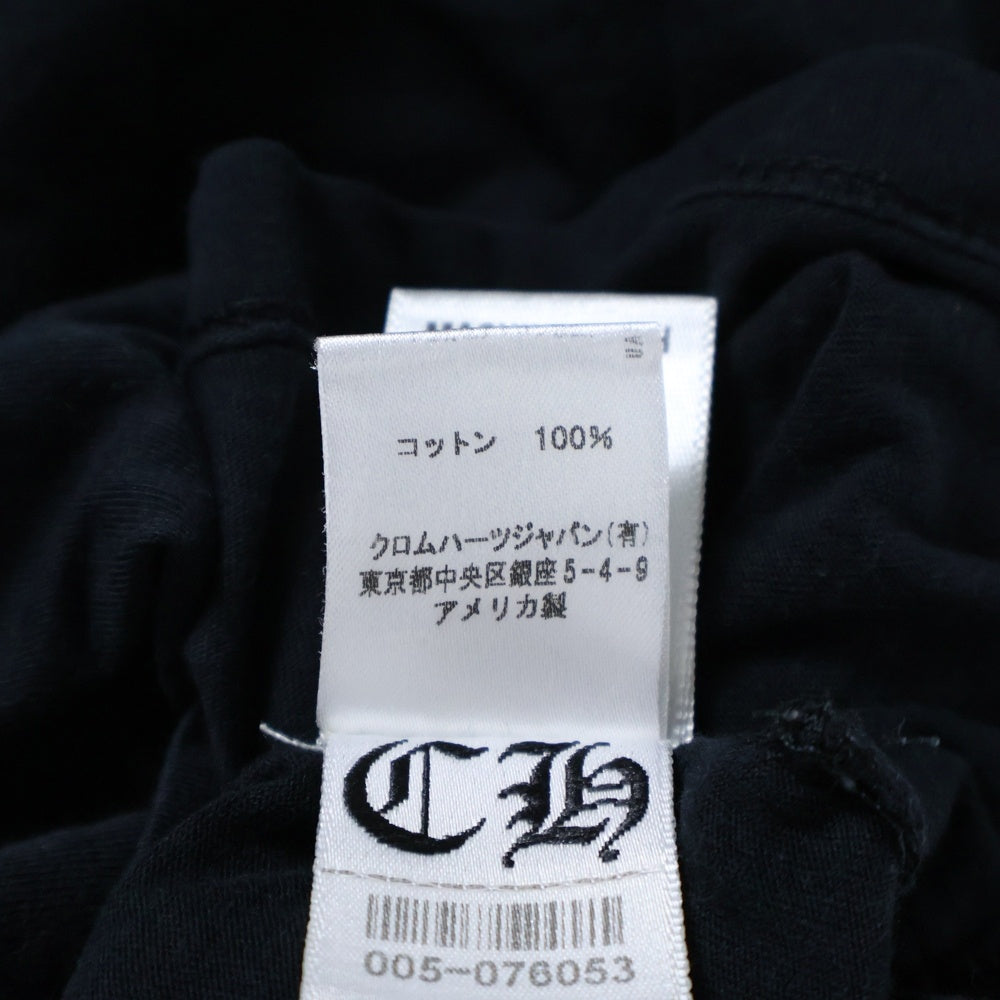 コットン 100%
クロムハーツジャパン(有)
東京都中央区銀座5-4-9
アメリカ製
CH
005-076053